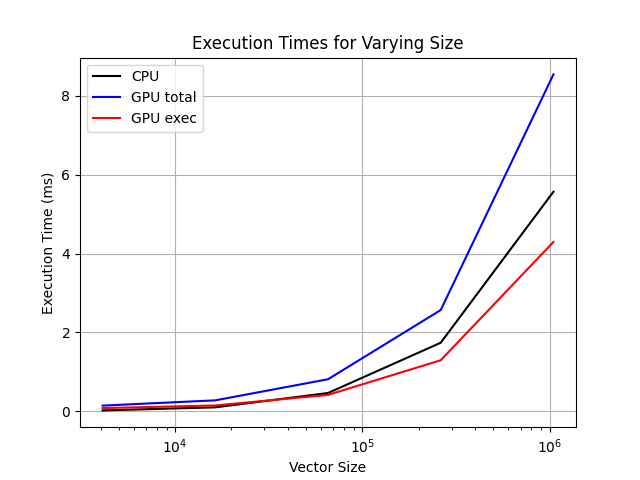 Execution Times for Varying Size
CPU
GPU total
GPU exec
Execution Time (ms)
8
6
4
2
0
10⁴ 10⁵ 10⁶
Vector Size